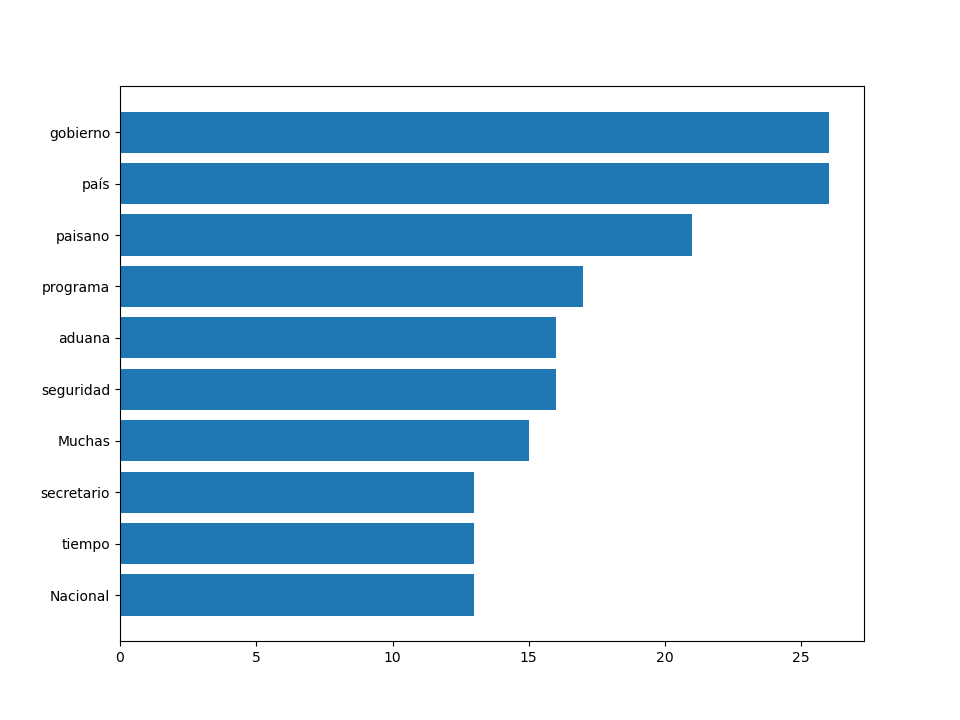 gobierno
país
paisano
programa
aduana
seguridad
Muchas
secretario
tiempo
Nacional
0 5 10 15 20 25